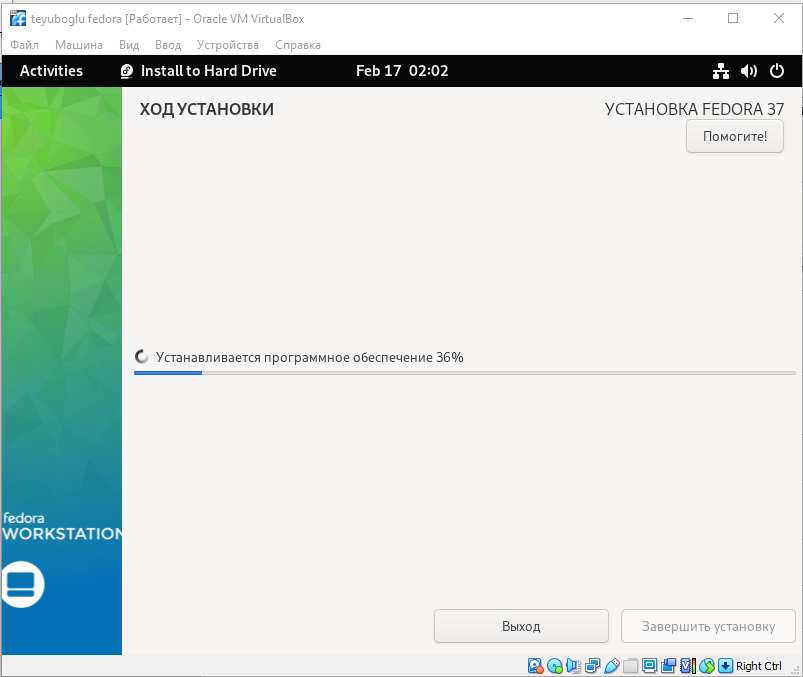 teyuboglu fedora [Работает] - Oracle VM VirtualBox
Файл Машина Вид Ввод Устройства Справка
Activities Install to Hard Drive Feb 17 02:02
ХОД УСТАНОВКИ УСТАНОВКА FEDORA 37
Помогите!
Устанавливается программное обеспечение 36%
fedora
WORKSTATION
Выход Завершить установку
Right Ctrl